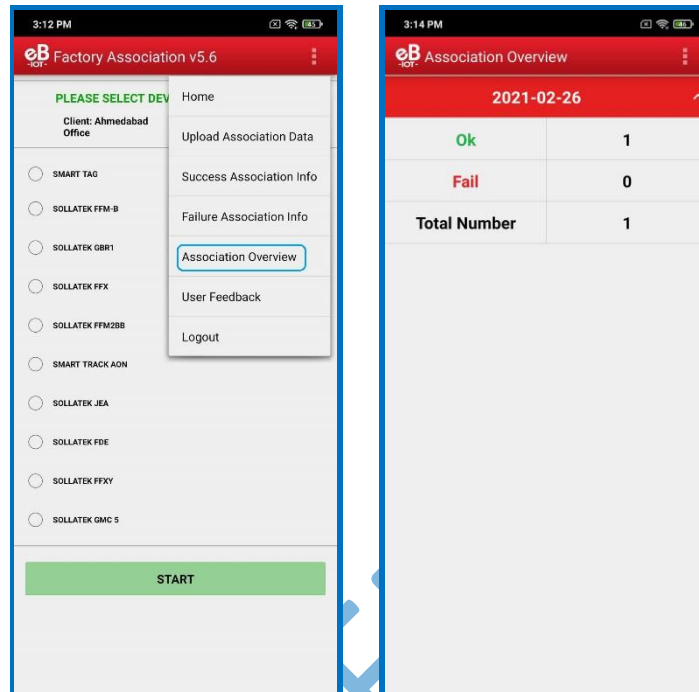 3:12 PM
45
eB
-IOT-
Factory Association v5.6
PLEASE SELECT DEV
Client: Ahmedabad
Office
SMART TAG
SOLLATEK FFM-B
SOLLATEK GBR1
SOLLATEK FFX
SOLLATEK FFM2BB
SMART TRACK AON
SOLLATEK JEA
SOLLATEK FDE
SOLLATEK FFXY
SOLLATEK GMC 5
START
Home
Upload Association Data
Success Association Info
Failure Association Info
Association Overview
User Feedback
Logout
3:14 PM
46
eB
-IOT-
Association Overview
2021-02-26
Ok 1
Fail 0
Total Number 1